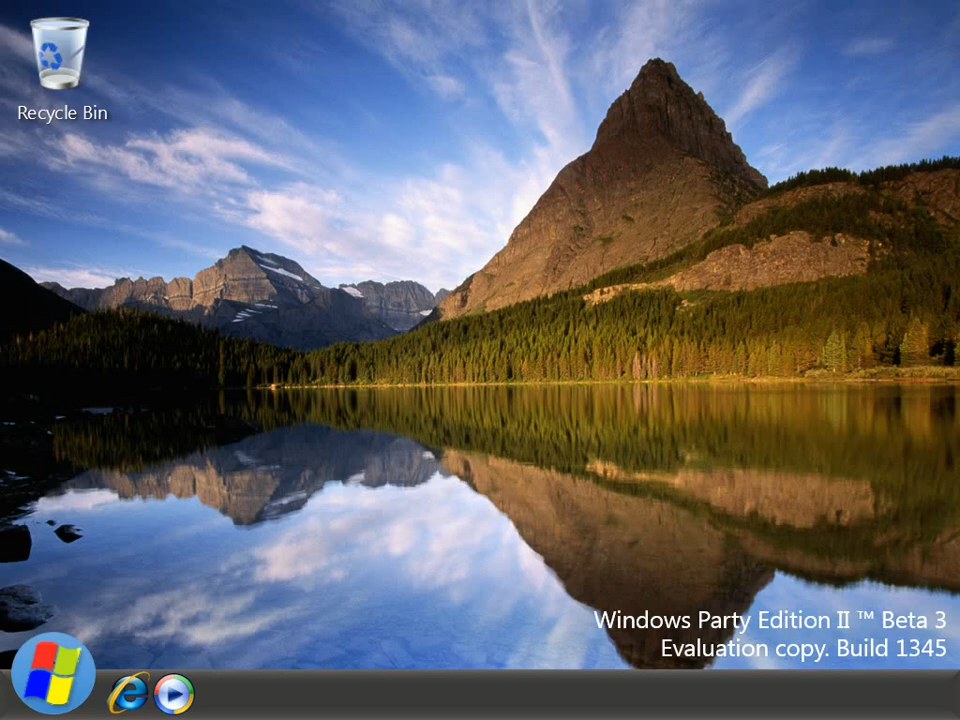 Recycle Bin
Windows Party Edition II ™ Beta 3
Evaluation copy. Build 1345